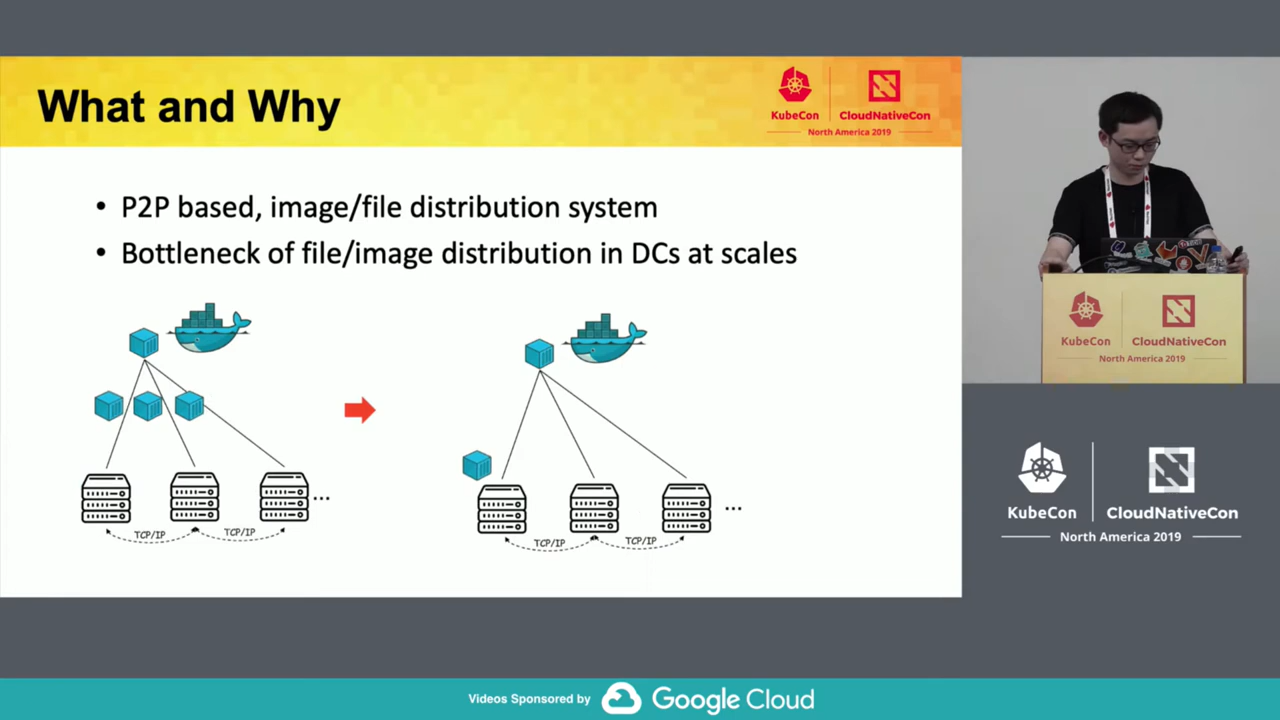 What and Why
KubeCon
CloudNativeCon
North America 2019
• P2P based, image/file distribution system
• Bottleneck of file/image distribution in DCs at scales
...
TCP/IP
TCP/IP
...
TCP/IP
TCP/IP
KubeCon
CloudNativeCon
North America 2019
KubeCon
CloudNativeCon
North America 2019
Videos Sponsored by Google Cloud